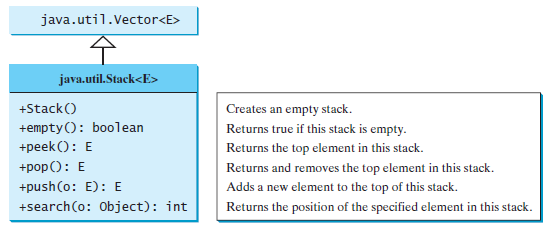 java.util.Vector<E>
java.util.Stack<E>
+Stack()
Creates an empty stack.
+empty(): boolean
Returns true if this stack is empty.
+peek(): E
Returns the top element in this stack.
+pop(): E
Returns and removes the top element in this stack.
+push(o: E): E
Adds a new element to the top of this stack.
+search(o: Object): int
Returns the position of the specified element in this stack.